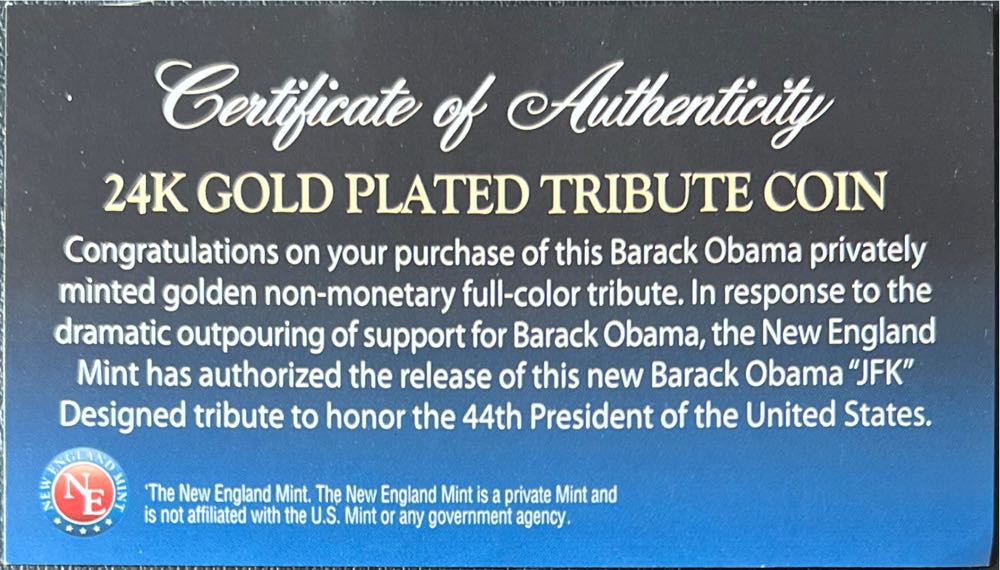 Certificate of Authenticity
24K GOLD PLATED TRIBUTE COIN
Congratulations on your purchase of this Barack Obama privately
minted golden non-monetary full-color tribute. In response to the
dramatic outpouring of support for Barack Obama, the New England
Mint has authorized the release of this new Barack Obama “JFK”
Designed tribute to honor the 44th President of the United States.
NEW ENGLAND MINT
NE
'The New England Mint. The New England Mint is a private Mint and
is not affiliated with the U.S. Mint or any government agency.